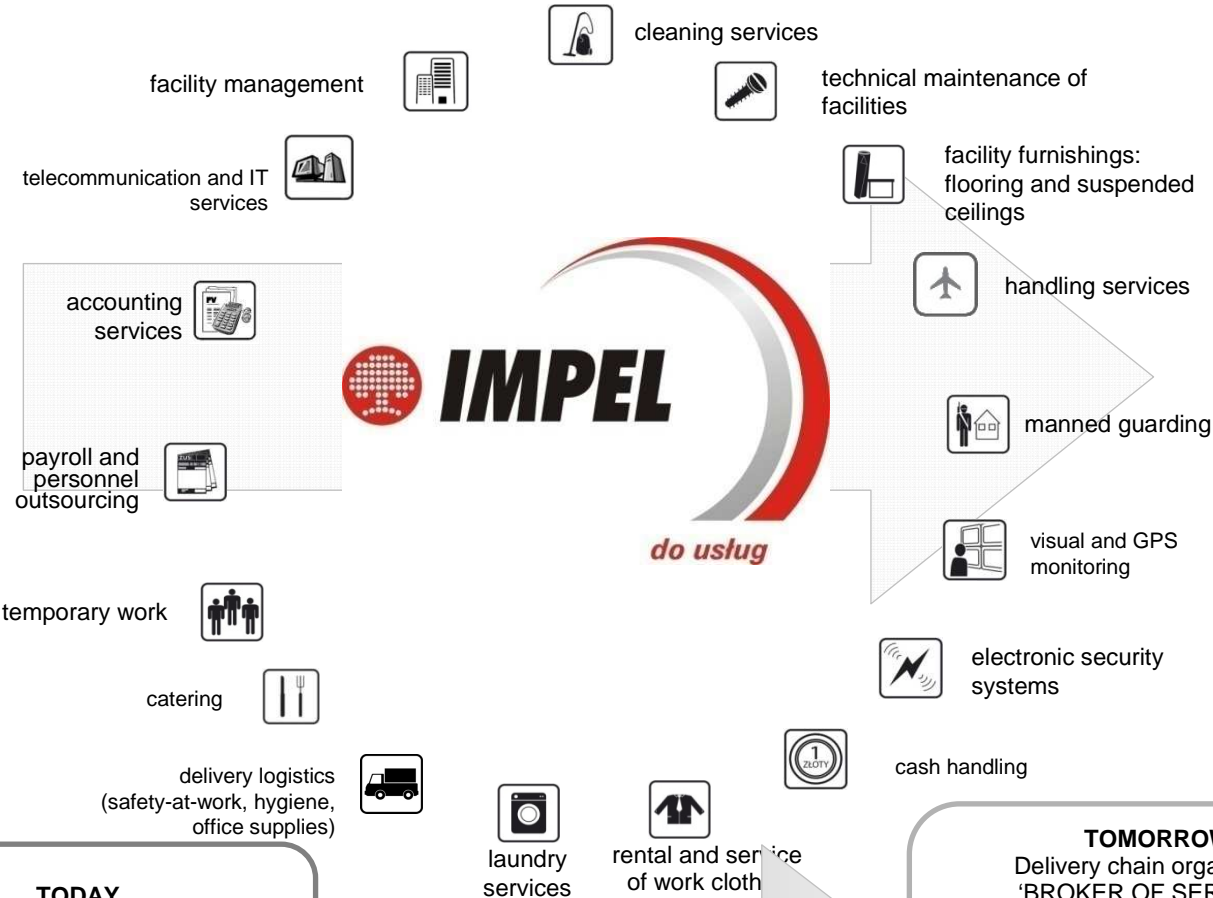 cleaning services
facility management
technical maintenance of
facilities
facility furnishings:
flooring and suspended
ceilings
telecommunication and IT
services
handling services
accounting
services
IMPEL
manned guarding
payroll and
personnel
outsourcing
do usług
visual and GPS
monitoring
temporary work
electronic security
systems
catering
1
ZŁOTY
cash handling
delivery logistics
(safety-at-work, hygiene,
office supplies)
laundry
services
rental and service
of work cloth
TODAY
TOMORROW
Delivery chain orga
'BROKER OF SER